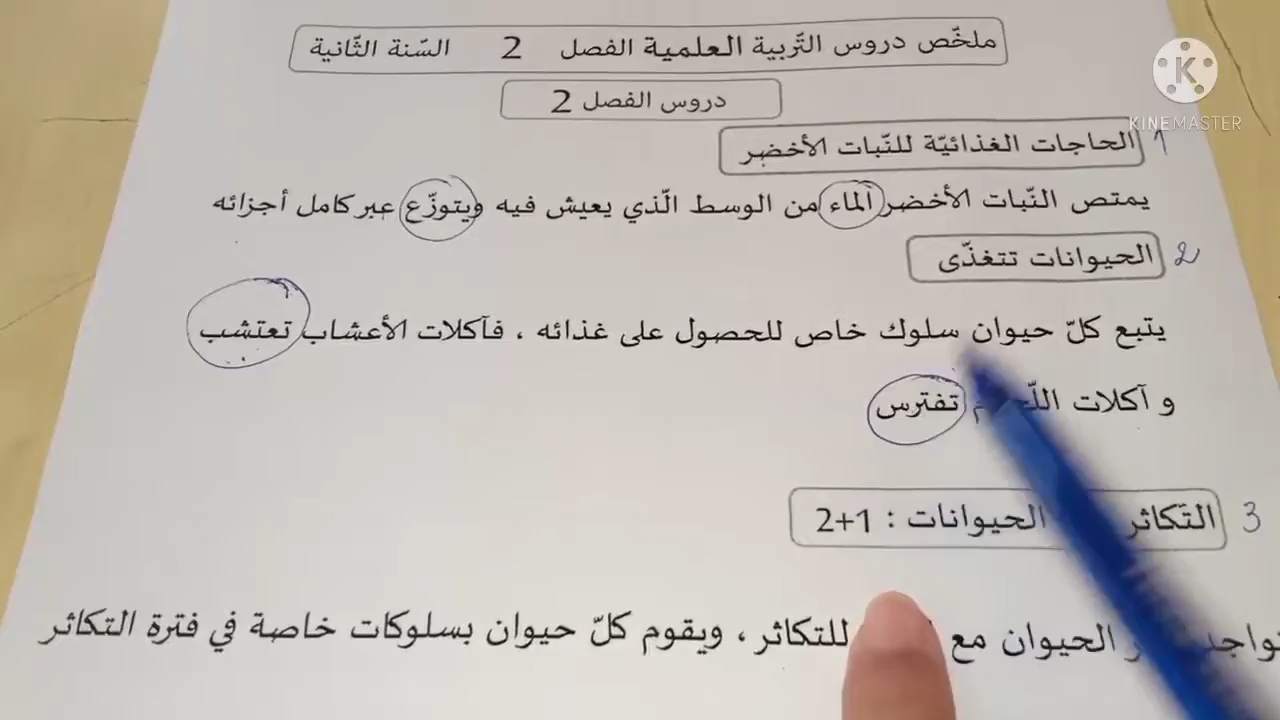 ملخّص دروس التّربية العلمية الفصل 2 السّنة الثّانية
دروس الفصل 2
1 الحاجات الغذائيّة للنّبات الأخضر
يمتص النّبات الأخضر الماء من الوسط الّذي يعيش فيه ويتوزّع عبر كامل أجزائه
2 الحيوانات تتغذّى
يتبع كلّ حيوان سلوك خاص للحصول على غذائه ، فآكلات الأعشاب تعتشب
و آكلات تفترس
3 التّكاثر الحيوانات : 1+2
الحيوان مع للتكاثر ، ويقوم كلّ حيوان بسلوكات خاصة في فترة التكاثر
KINEMASTER